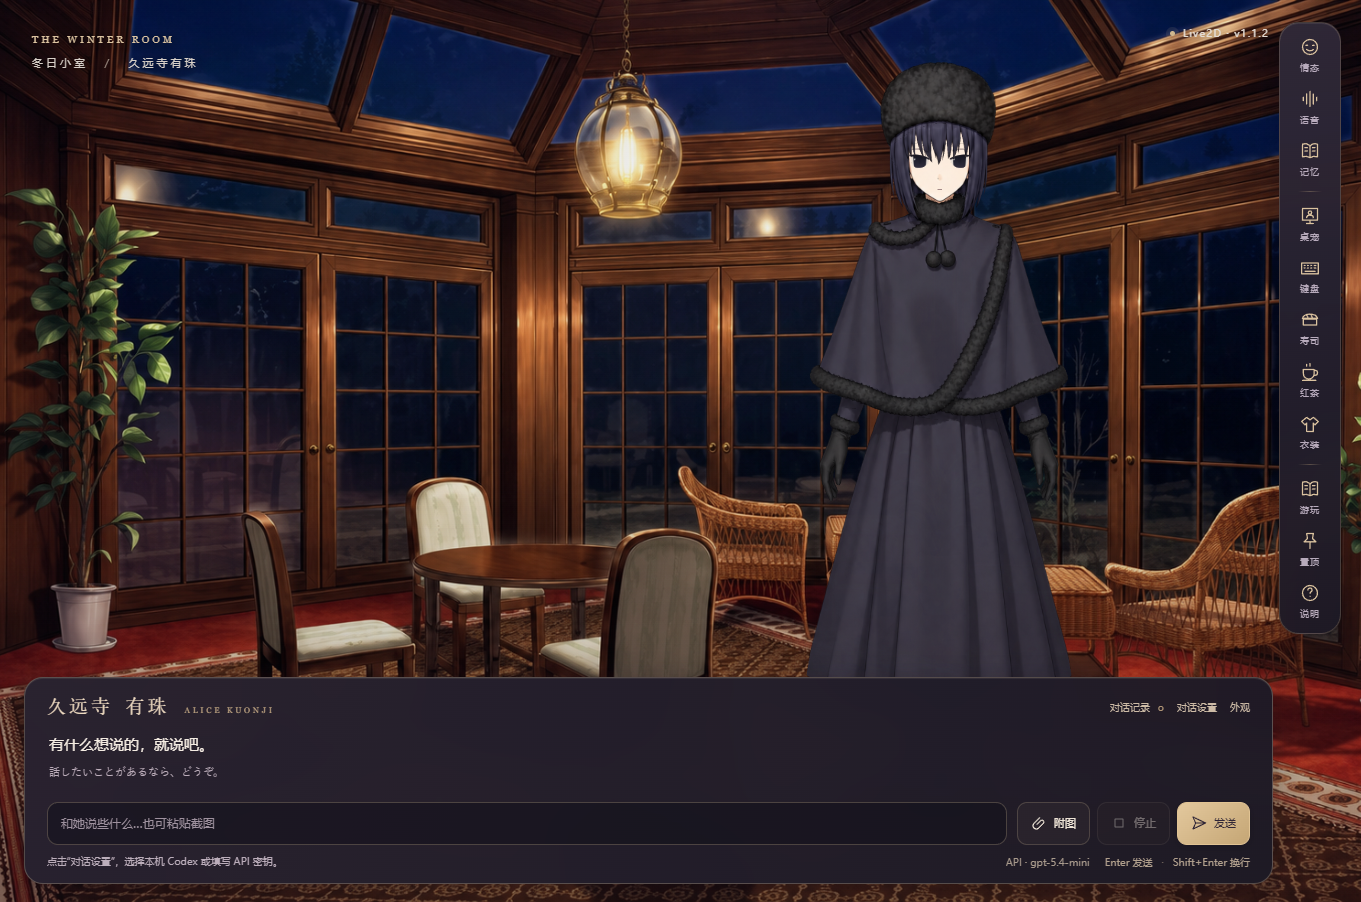 THE WINTER ROOM
冬日小室 / 久远寺有珠
Live2D · v1.1.2
情态
语音
记忆
桌宠
键盘
寿司
红茶
衣装
游玩
置顶
说明
久远寺 有珠 ALICE KUONJI
对话记录 对话设置 外观
有什么想说的，就说吧。
話したいことがあるなら、どうぞ。
和她说些什么…也可粘贴截图
附图
停止
发送
点击“对话设置”，选择本机 Codex 或填写 API 密钥。
API · gpt-5.4-mini Enter 发送 · Shift+Enter 换行